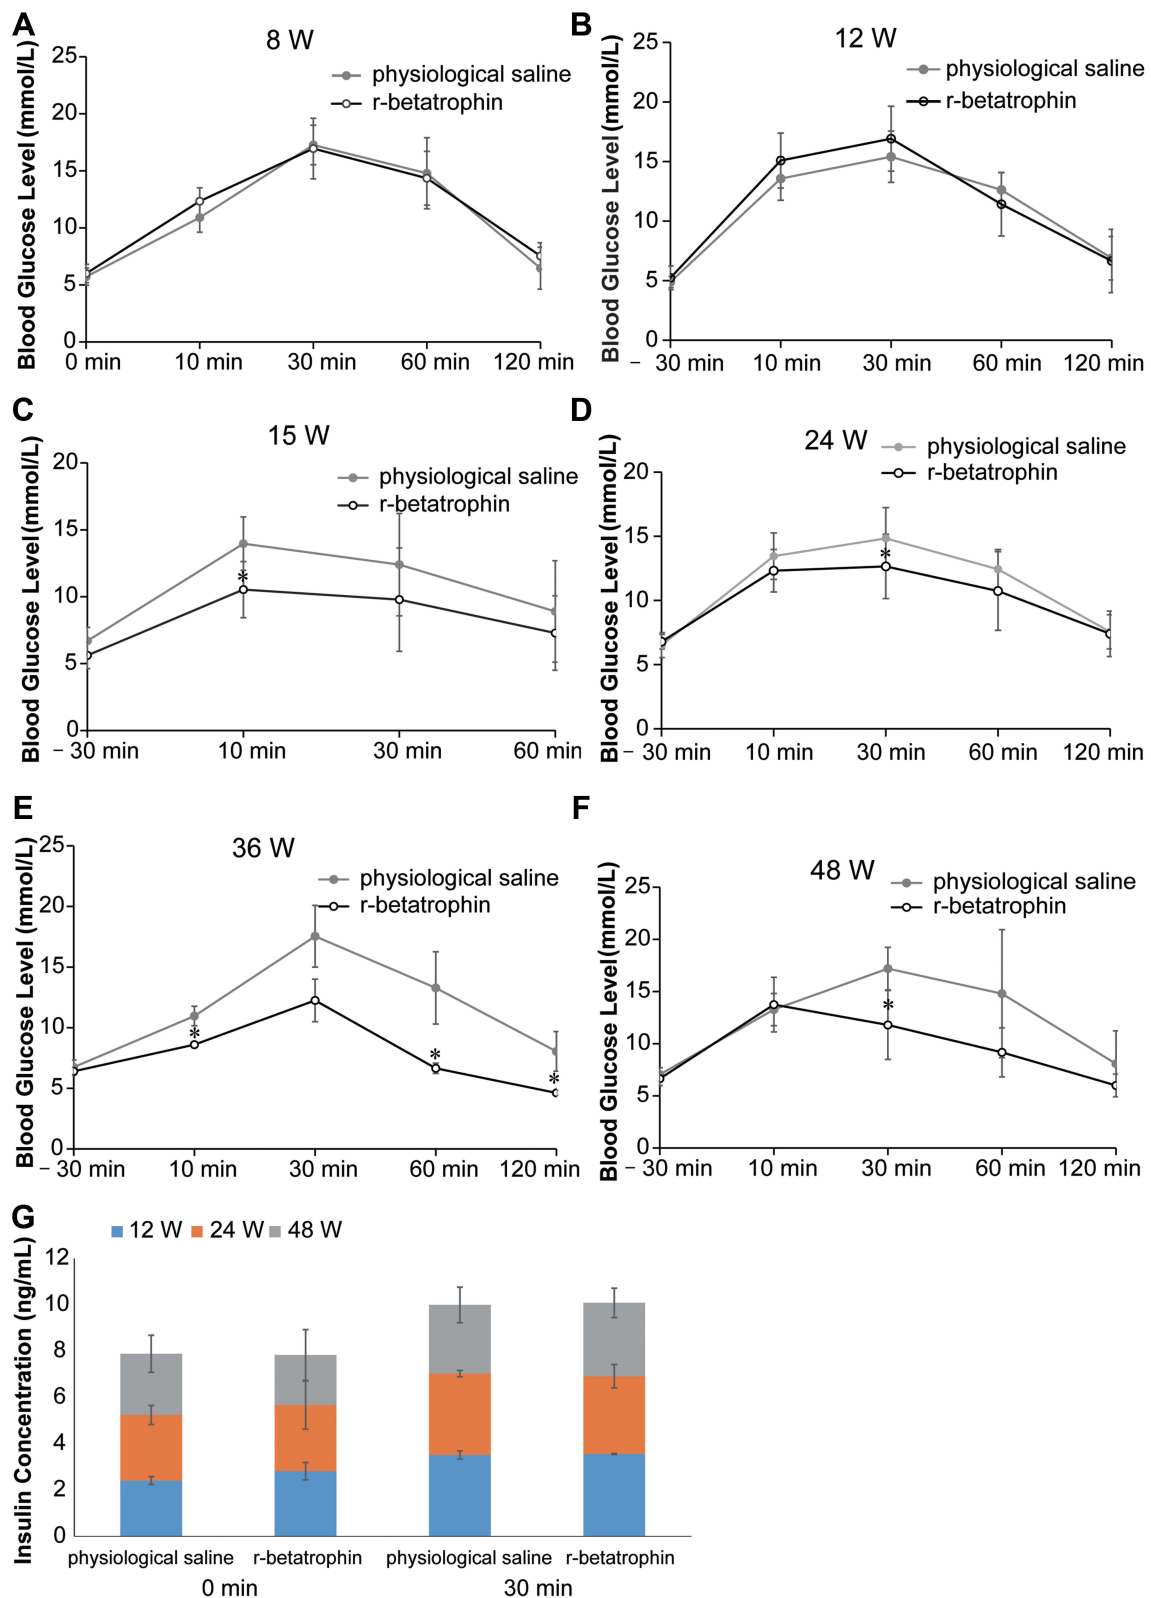 A
8 W
25
physiological saline
r-betatrophin
20
15
10
5
0
Blood Glucose Level (mmol/L)
0 min 10 min 30 min 60 min 120 min
B
12 W
25
physiological saline
r-betatrophin
20
15
10
5
0
Blood Glucose Level (mmol/L)
– 30 min 10 min 30 min 60 min 120 min
C
15 W
20
physiological saline
r-betatrophin
15
*
10
5
0
Blood Glucose Level (mmol/L)
– 30 min 10 min 30 min 60 min
D
24 W
physiological saline
r-betatrophin
20
15
*
10
5
0
Blood Glucose Level (mmol/L)
– 30 min 10 min 30 min 60 min 120 min
E
36 W
25
physiological saline
r-betatrophin
20
15
10
* * *
5
0
Blood Glucose Level (mmol/L)
– 30 min 10 min 30 min 60 min 120 min
F
48 W
physiological saline
r-betatrophin
25
20
15
*
10
5
0
Blood Glucose Level (mmol/L)
– 30 min 10 min 30 min 60 min 120 min
G
12 W 24 W 48 W
12
10
8
6
4
2
0
Insulin Concentration (ng/mL)
physiological saline r-betatrophin physiological saline r-betatrophin
0 min 30 min